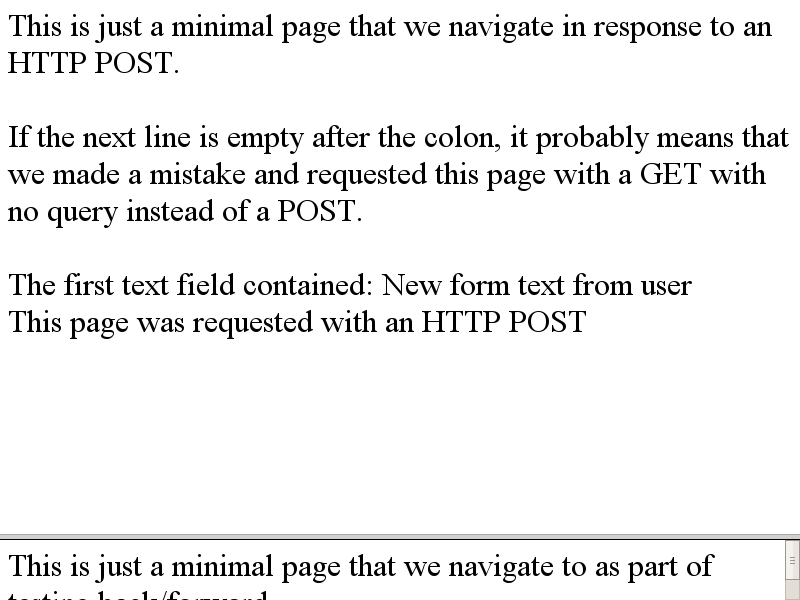 This is just a minimal page that we navigate in response to an
HTTP POST.
If the next line is empty after the colon, it probably means that
we made a mistake and requested this page with a GET with
no query instead of a POST.
The first text field contained: New form text from user
This page was requested with an HTTP POST
This is just a minimal page that we navigate to as part of
testing back/forward